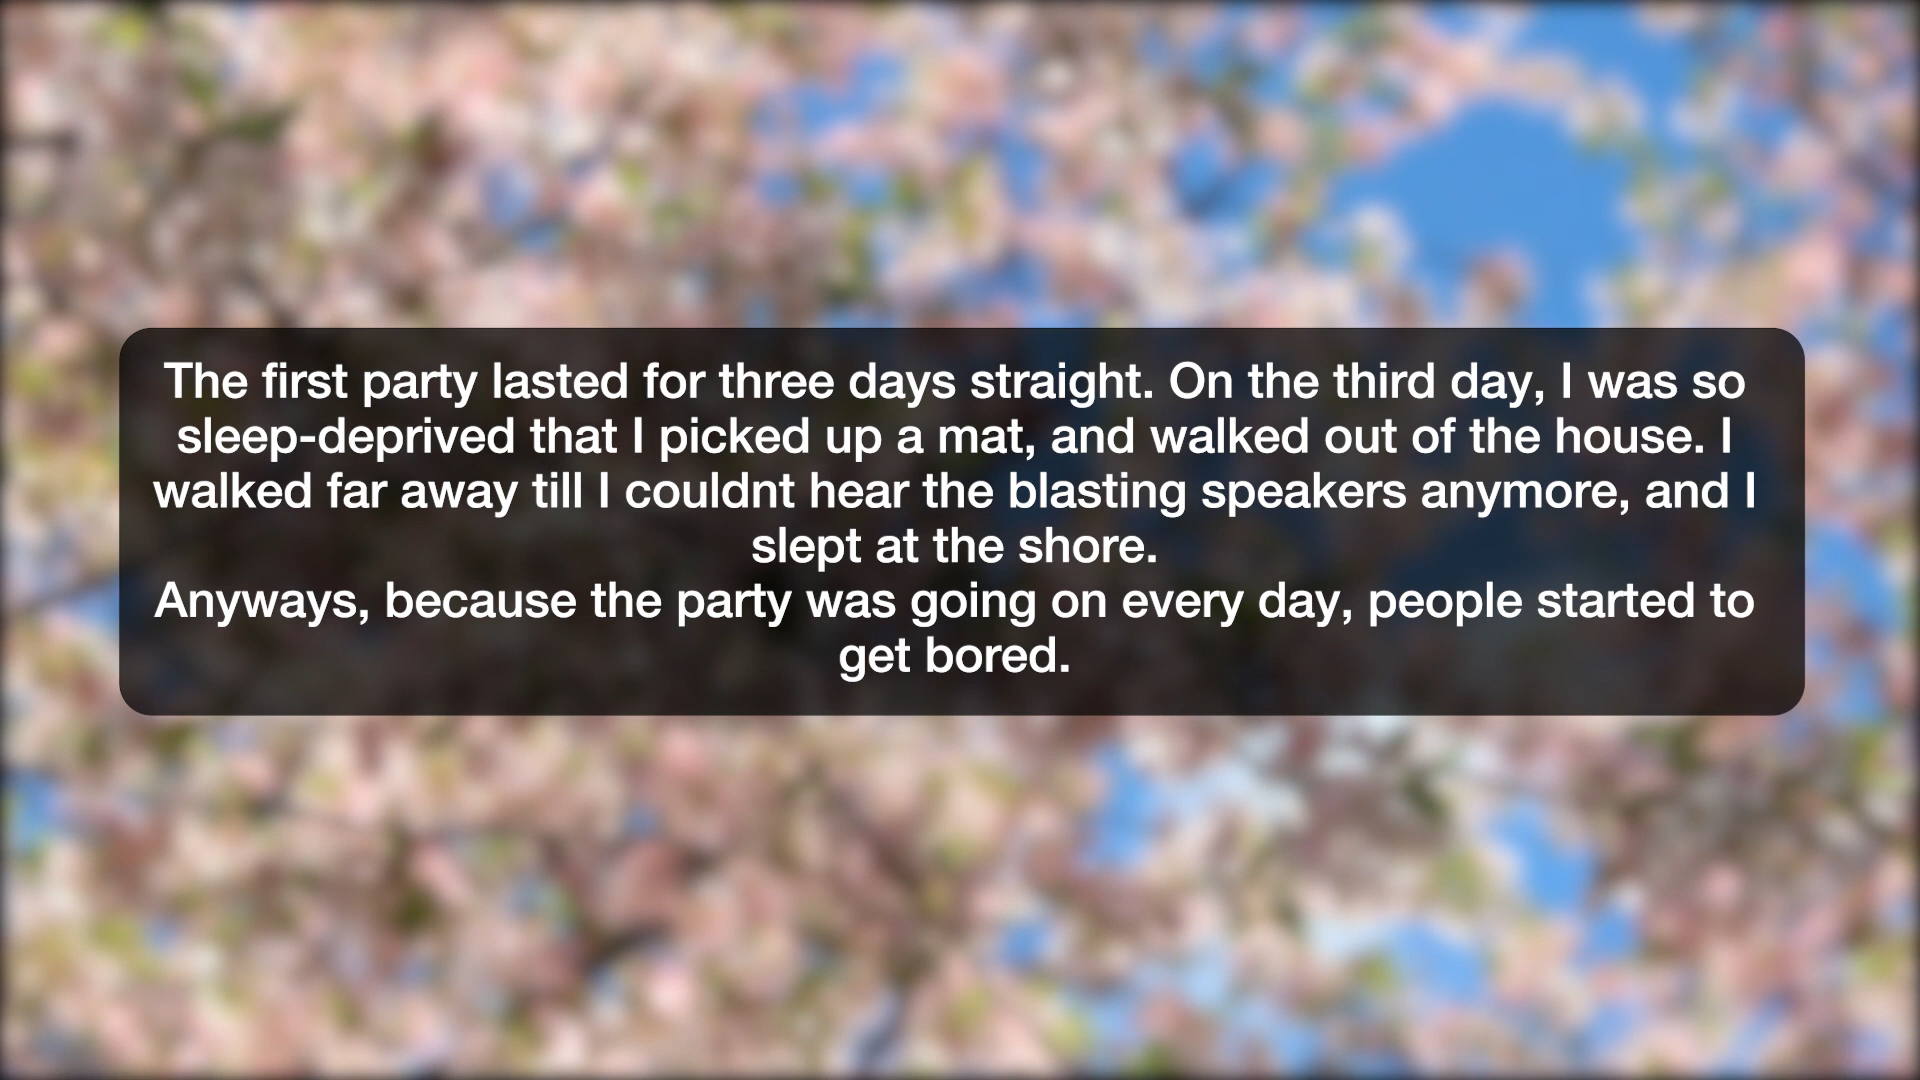 The first party lasted for three days straight. On the third day, I was so
sleep-deprived that I picked up a mat, and walked out of the house. I
walked far away till I couldnt hear the blasting speakers anymore, and I
slept at the shore.
Anyways, because the party was going on every day, people started to
get bored.